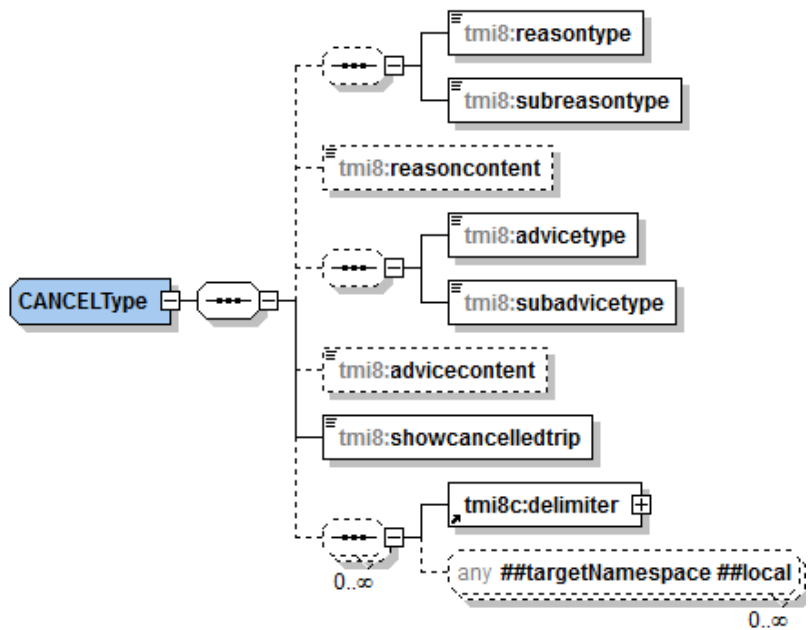 tmi8:reasontype
tmi8:subreasontype
tmi8:reasoncontent
tmi8:advicetype
tmi8:subadvicetype
CANCELType
tmi8:advicecontent
tmi8:showcancelledtrip
tmi8c:delimiter
any ##targetNamespace ##local
0..∞
0..∞